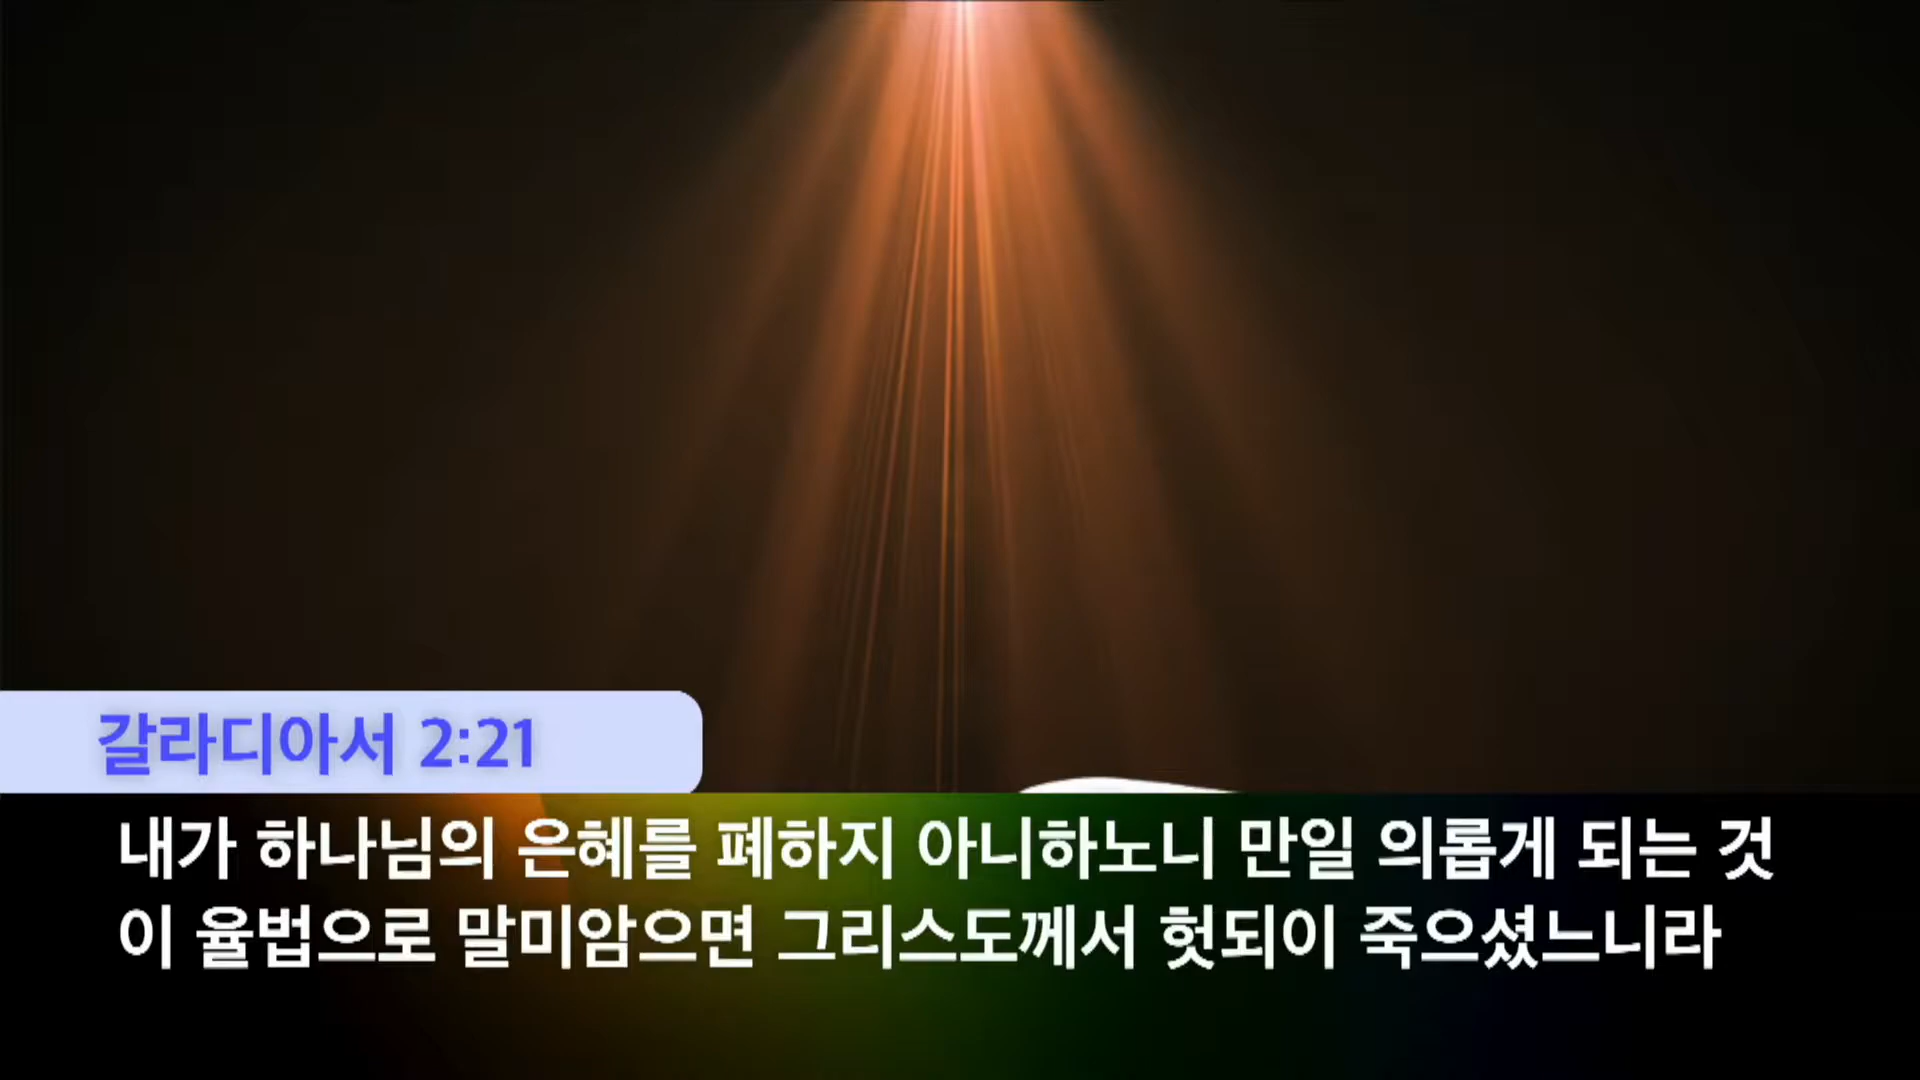 갈라디아서 2:21
내가 하나님의 은혜를 폐하지 아니하노니 만일 의롭게 되는 것
이 율법으로 말미암으면 그리스도께서 헛되이 죽으셨느니라